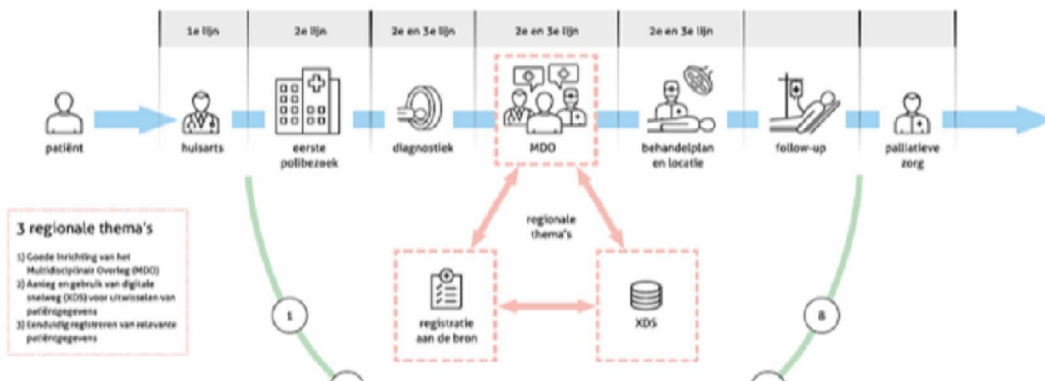 1e lijn
2e lijn
2e en 3e lijn
2e en 3e lijn
2e en 3e lijn
patiënt
huisarts
eerste
polibezoek
diagnostiek
MDO
behandelplan
en locatie
follow-up
palliatieve
zorg
regionale
thema's
3 regionale thema's
1) Goede inrichting van het
Multidisciplinair Overleg (MDO)
2) Aanleg en gebruik van digitale
snelweg (XDS) voor uitwisselen van
patiëntgegevens
3) Eenduidig registreren van relevante
patiëntgegevens
registratie
aan de bron
XDS
1
8